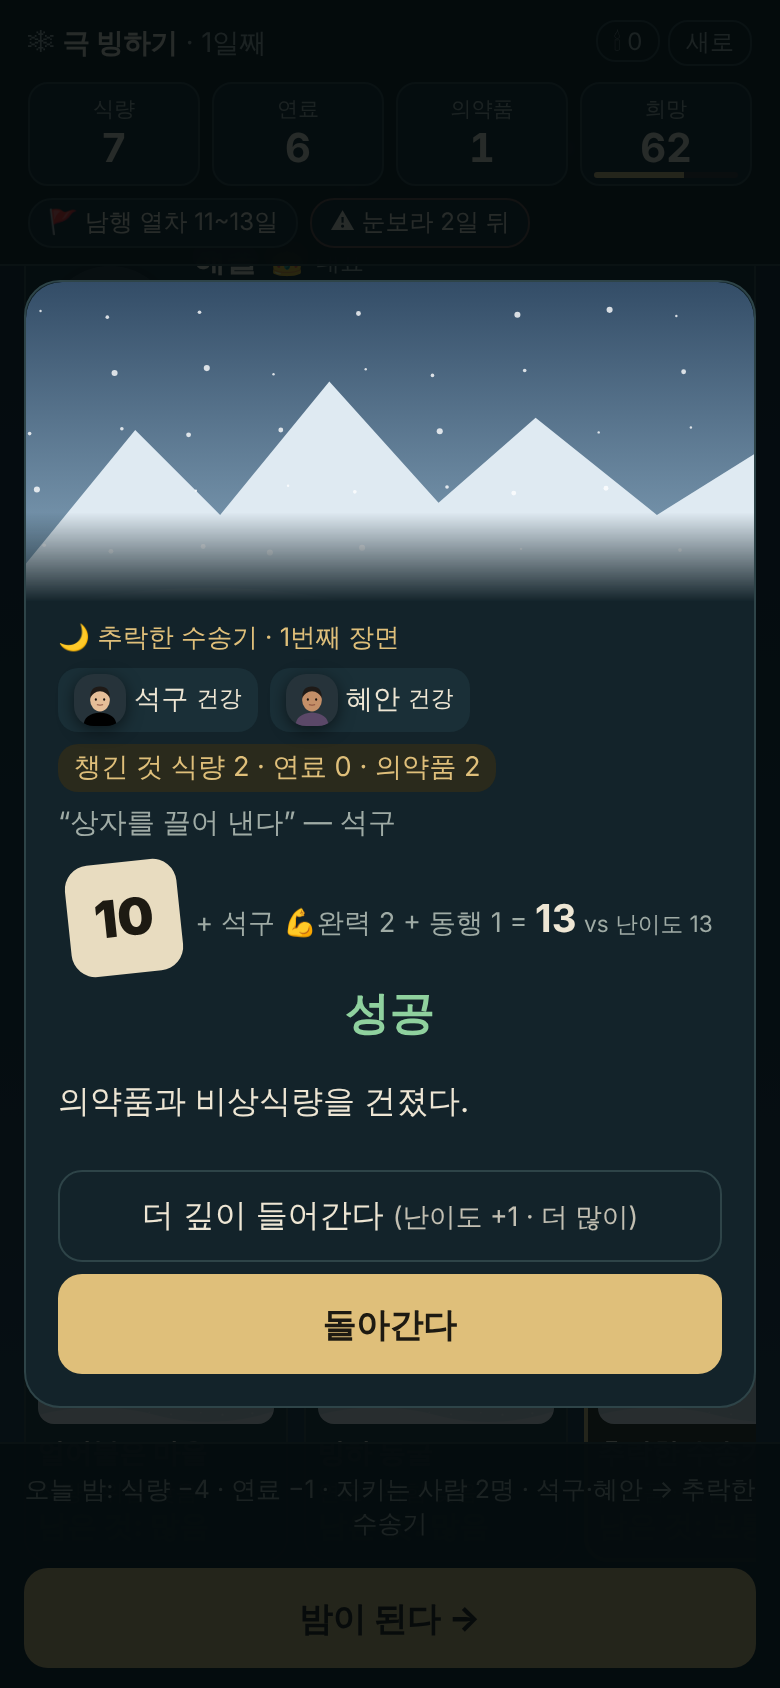 극 빙하기 · 1일째
0
새로
식량
연료
의약품
희망
7
6
1
62
남행 열차 11~13일
눈보라 2일 뒤
추락한 수송기 · 1번째 장면
석구 건강
혜안 건강
챙긴 것 식량 2 · 연료 0 · 의약품 2
“상자를 끌어 낸다” — 석구
10
+ 석구 완력 2 + 동행 1 = 13 vs 난이도 13
성공
의약품과 비상식량을 건졌다.
더 깊이 들어간다 (난이도 +1 · 더 많이)
돌아간다
오늘 밤: 식량 −4 · 연료 −1 · 지키는 사람 2명 · 석구·혜안 → 추락한
수송기
밤이 된다 →